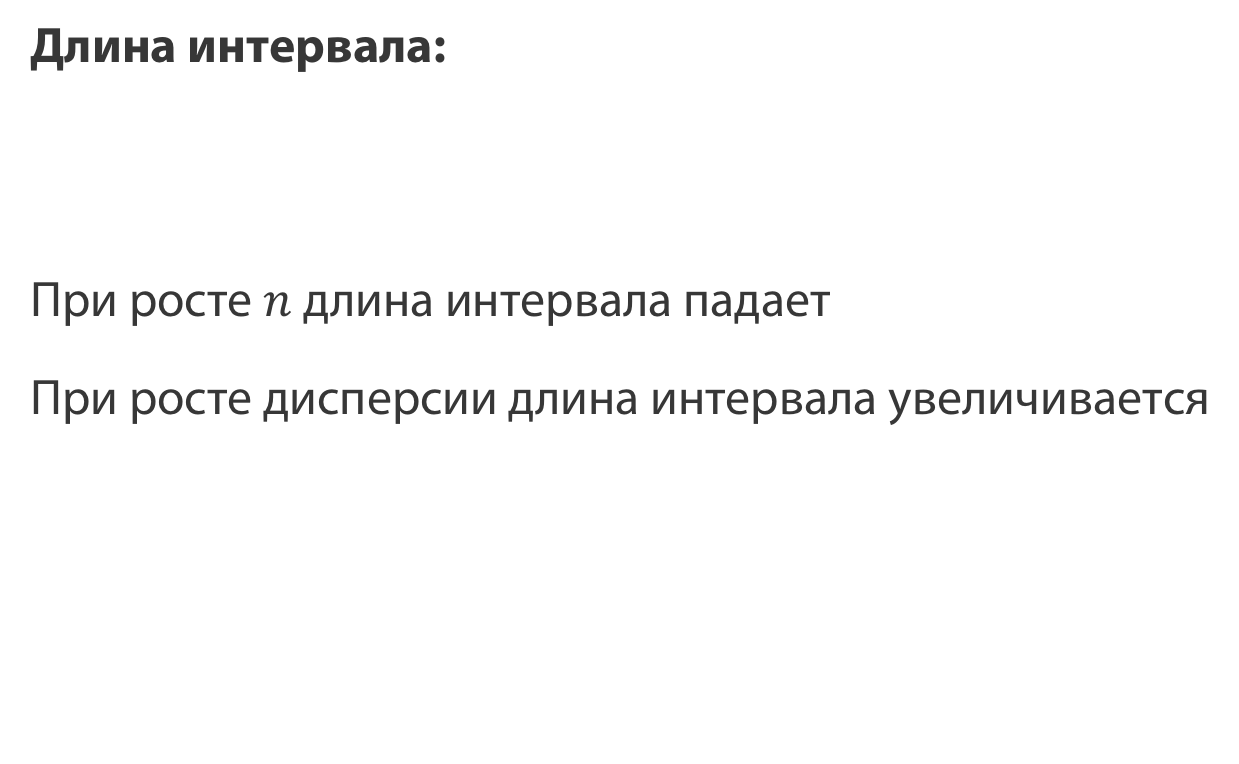 Длина интервала:
При росте n длина интервала падает
При росте дисперсии длина интервала увеличивается